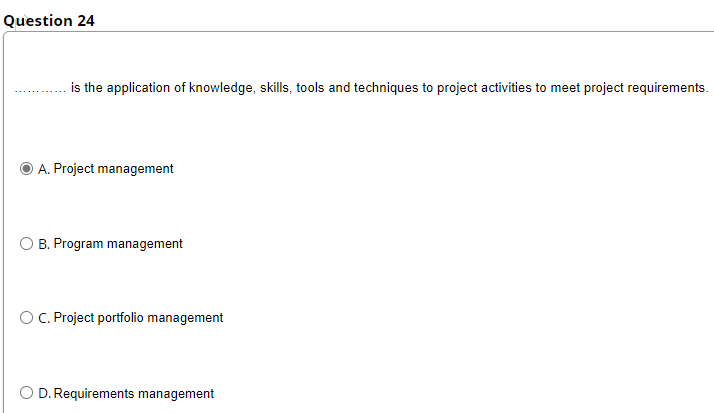 Question 24
............ is the application of knowledge, skills, tools and techniques to project activities to meet project requirements.
A. Project management
B. Program management
C. Project portfolio management
D. Requirements management